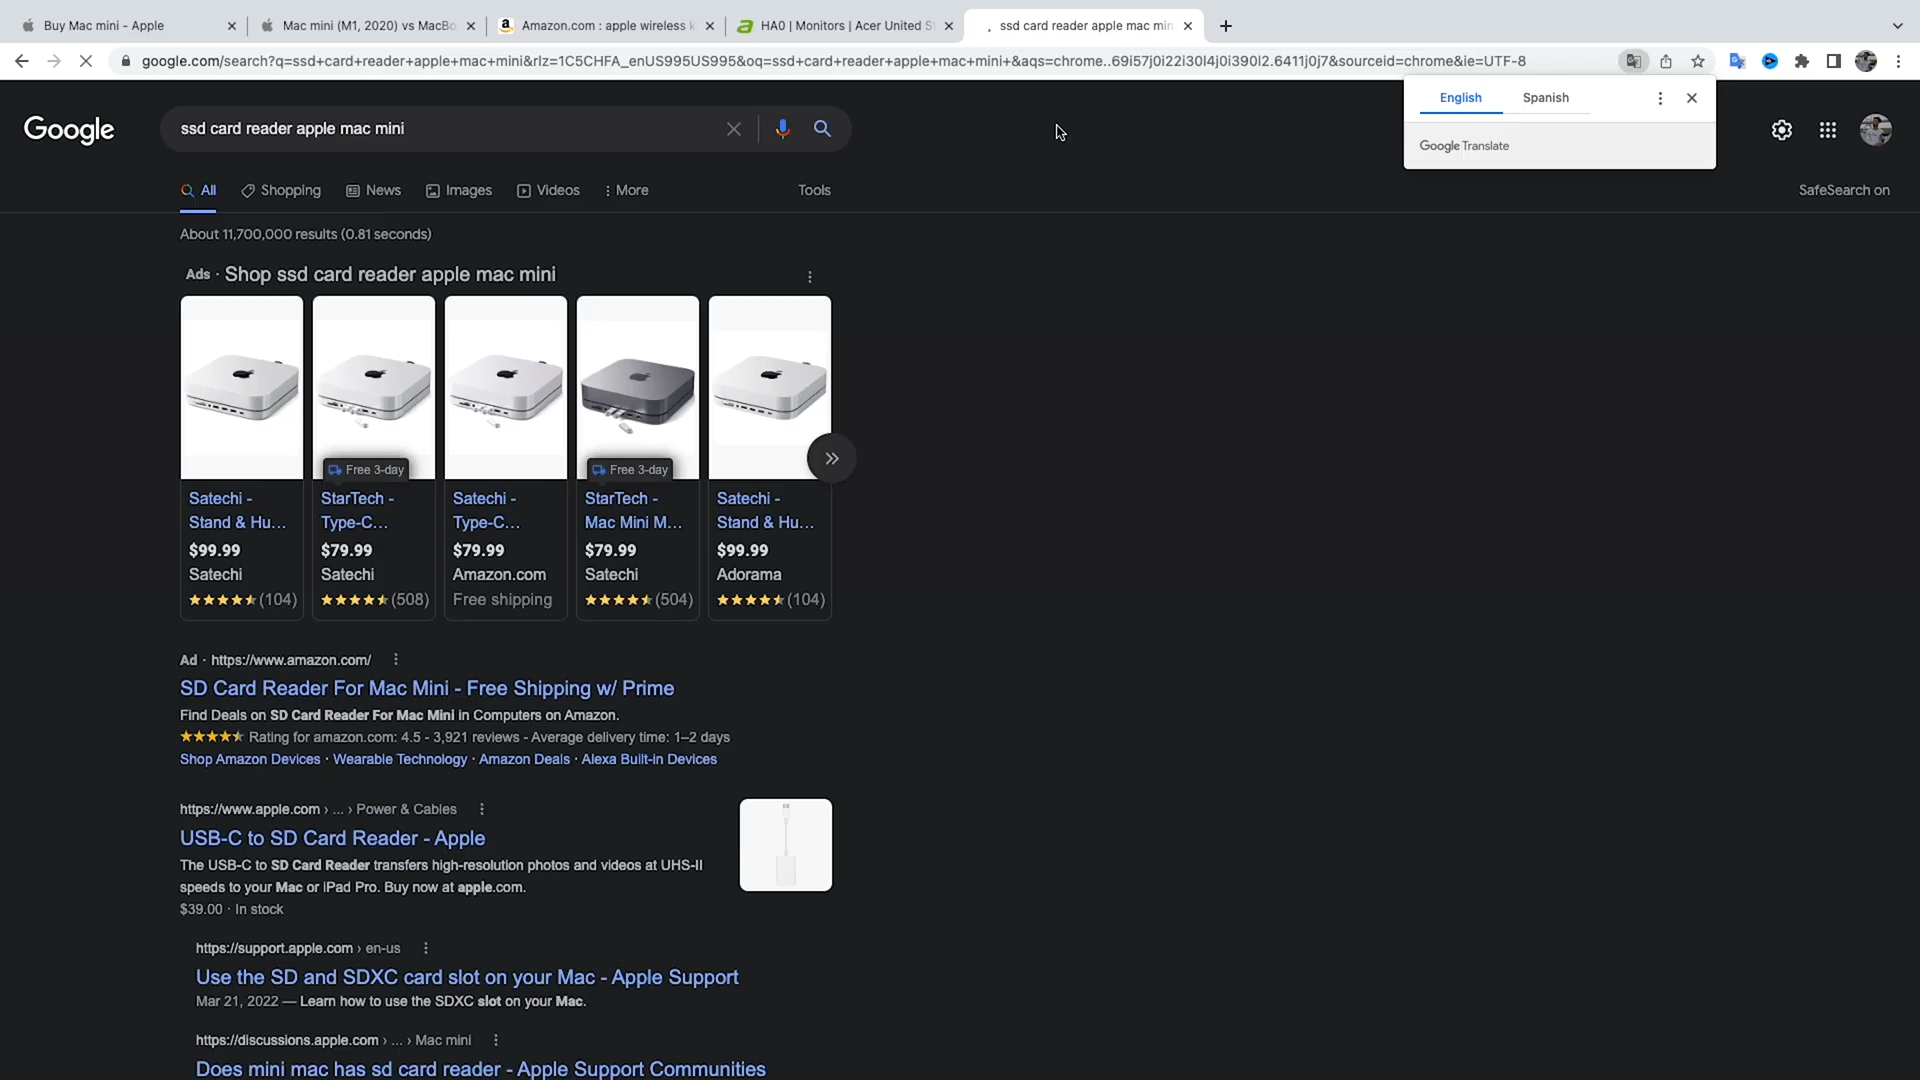 Buy Mac mini - Apple
Mac mini (M1, 2020) vs MacBo
Amazon.com : apple wireless k
HA0 | Monitors | Acer United S
ssd card reader apple mac min
google.com/search?q=ssd+card+reader+apple+mac+mini&rlz=1C5CHFA_enUS995US995&oq=ssd+card+reader+apple+mac+mini+&aqs=chrome..69i57j0i22i30l4j0i390l2.6411j0j7&sourceid=chrome&ie=UTF-8
English
Spanish
Google Translate
Google
ssd card reader apple mac mini
All
Shopping
News
Images
Videos
More
Tools
SafeSearch on
About 11,700,000 results (0.81 seconds)
Ads · Shop ssd card reader apple mac mini
Free 3-day
Free 3-day
Satechi -
Stand & Hu...
$99.99
Satechi
(104)
StarTech -
Type-C...
$79.99
Satechi
(508)
Satechi -
Type-C...
$79.99
Amazon.com
Free shipping
StarTech -
Mac Mini M...
$79.99
Satechi
(504)
Satechi -
Stand & Hu...
$99.99
Adorama
(104)
Ad · https://www.amazon.com/
SD Card Reader For Mac Mini - Free Shipping w/ Prime
Find Deals on SD Card Reader For Mac Mini in Computers on Amazon.
Rating for amazon.com: 4.5 - 3,921 reviews - Average delivery time: 1–2 days
Shop Amazon Devices · Wearable Technology · Amazon Deals · Alexa Built-in Devices
https://www.apple.com › ... › Power & Cables
USB-C to SD Card Reader - Apple
The USB-C to SD Card Reader transfers high-resolution photos and videos at UHS-II
speeds to your Mac or iPad Pro. Buy now at apple.com.
$39.00 · In stock
https://support.apple.com › en-us
Use the SD and SDXC card slot on your Mac - Apple Support
Mar 21, 2022 — Learn how to use the SDXC slot on your Mac.
https://discussions.apple.com › ... › Mac mini
Does mini mac has sd card reader - Apple Support Communities